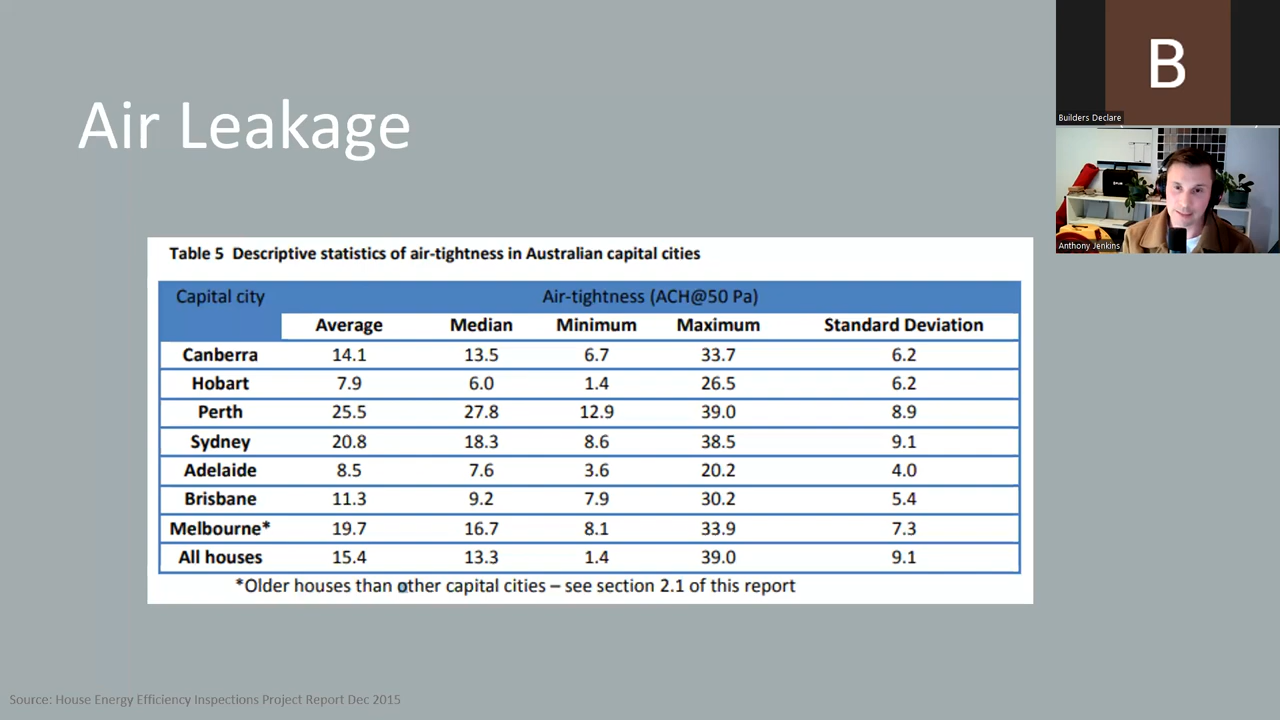 Air Leakage
Table 5 Descriptive statistics of air-tightness in Australian capital cities
Capital city Air-tightness (ACH@50 Pa)
Average Median Minimum Maximum Standard Deviation
Canberra 14.1 13.5 6.7 33.7 6.2
Hobart 7.9 6.0 1.4 26.5 6.2
Perth 25.5 27.8 12.9 39.0 8.9
Sydney 20.8 18.3 8.6 38.5 9.1
Adelaide 8.5 7.6 3.6 20.2 4.0
Brisbane 11.3 9.2 7.9 30.2 5.4
Melbourne* 19.7 16.7 8.1 33.9 7.3
All houses 15.4 13.3 1.4 39.0 9.1
*Older houses than other capital cities – see section 2.1 of this report
Source: House Energy Efficiency Inspections Project Report Dec 2015
B
Builders Declare
Anthony Jenkins